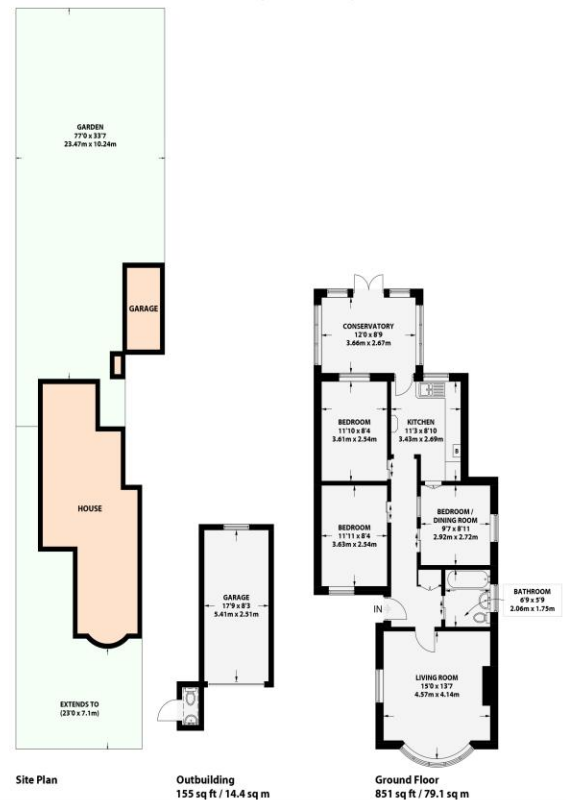 GARDEN
77'0 x 33'7
23.47m x 10.24m
GARAGE
HOUSE
EXTENDS TO
(23'0 x 7.1m)
Site Plan
GARAGE
17'9 x 8'3
5.41m x 2.51m
Outbuilding
155 sq ft / 14.4 sq m
CONSERVATORY
12'0 x 8'9
3.66m x 2.67m
BEDROOM
11'10 x 8'4
3.61m x 2.54m
KITCHEN
11'3 x 8'10
3.43m x 2.69m
BEDROOM
11'11 x 8'4
3.63m x 2.54m
BEDROOM /
DINING ROOM
9'7 x 8'11
2.92m x 2.72m
BATHROOM
6'9 x 5'9
2.06m x 1.75m
IN
LIVING ROOM
15'0 x 13'7
4.57m x 4.14m
Ground Floor
851 sq ft / 79.1 sq m